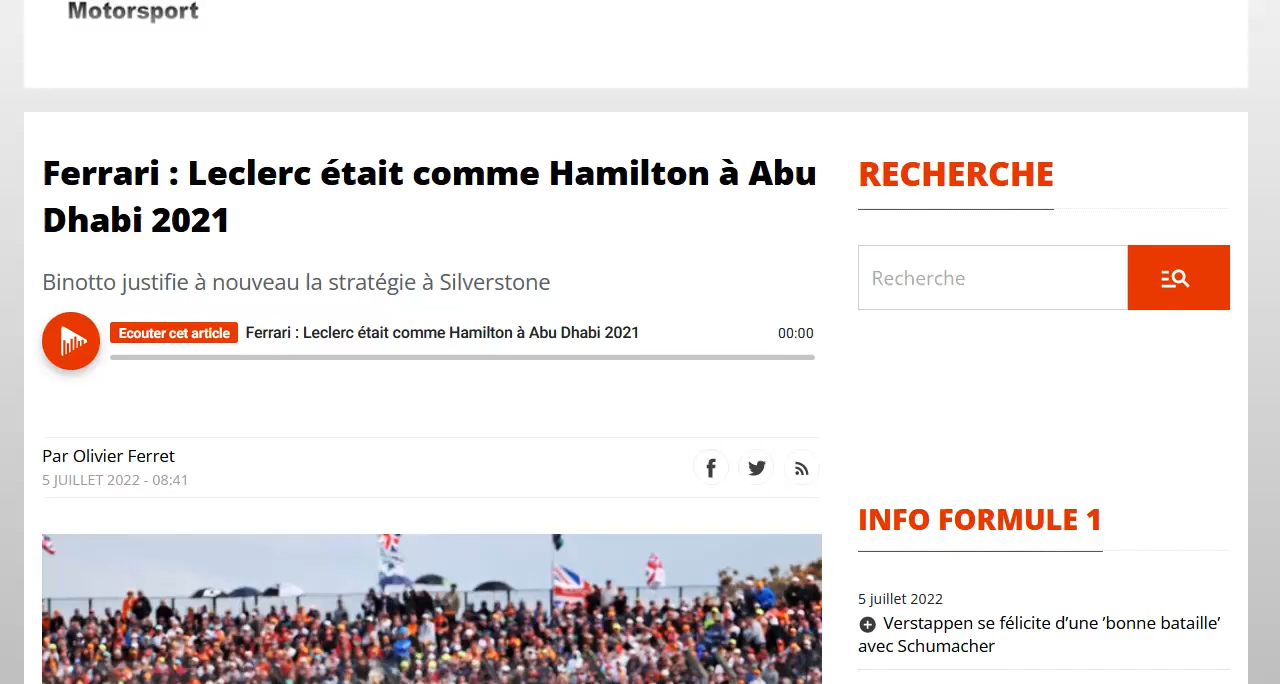 Motorsport
Ferrari : Leclerc était comme Hamilton à Abu
Dhabi 2021
Binotto justifie à nouveau la stratégie à Silverstone
Ecouter cet article Ferrari : Leclerc était comme Hamilton à Abu Dhabi 2021 00:00
Par Olivier Ferret
5 JUILLET 2022 - 08:41
RECHERCHE
Recherche
INFO FORMULE 1
5 juillet 2022
Verstappen se félicite d’une ’bonne bataille’
avec Schumacher